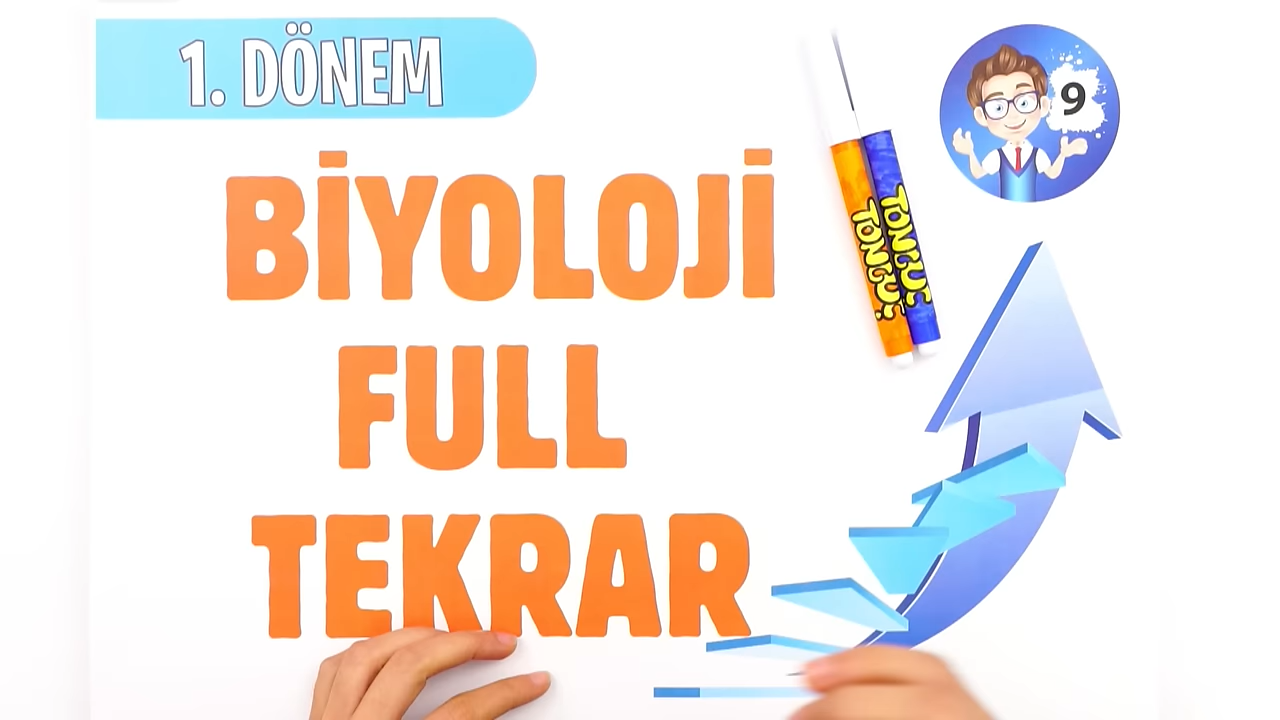 1. DÖNEM
9
BİYOLOJİ
FULL
TEKRAR
TONGUÇ
TONGUÇ